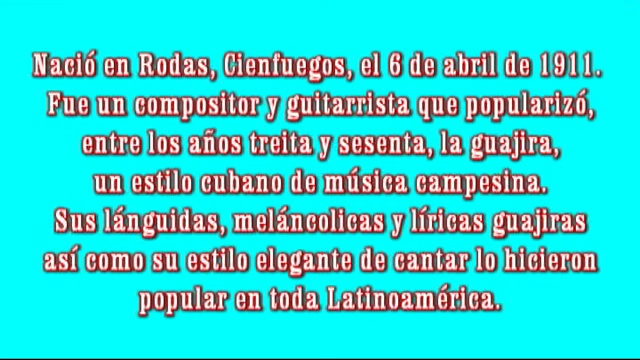 Nació en Rodas, Cienfuegos, el 6 de abril de 1911.
Fue un compositor y guitarrista que popularizó,
entre los años treita y sesenta, la guajira,
un estilo cubano de música campesina.
Sus lánguidas, meláncolicas y líricas guajiras
así como su estilo elegante de cantar lo hicieron
popular en toda Latinoamérica.